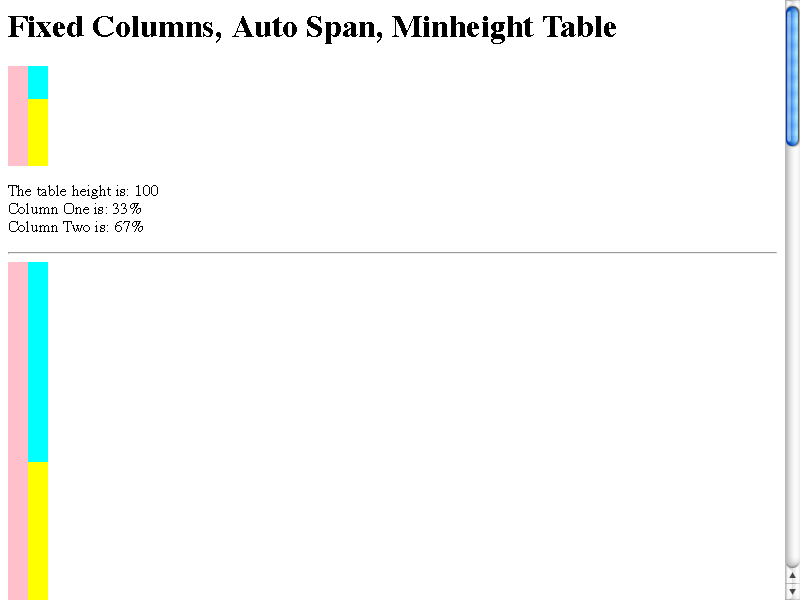 Fixed Columns, Auto Span, Minheight Table
The table height is: 100
Column One is: 33%
Column Two is: 67%